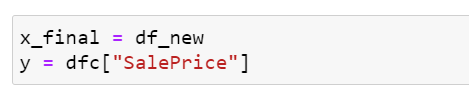 x_final = df_new
y = dfc["SalePrice"]